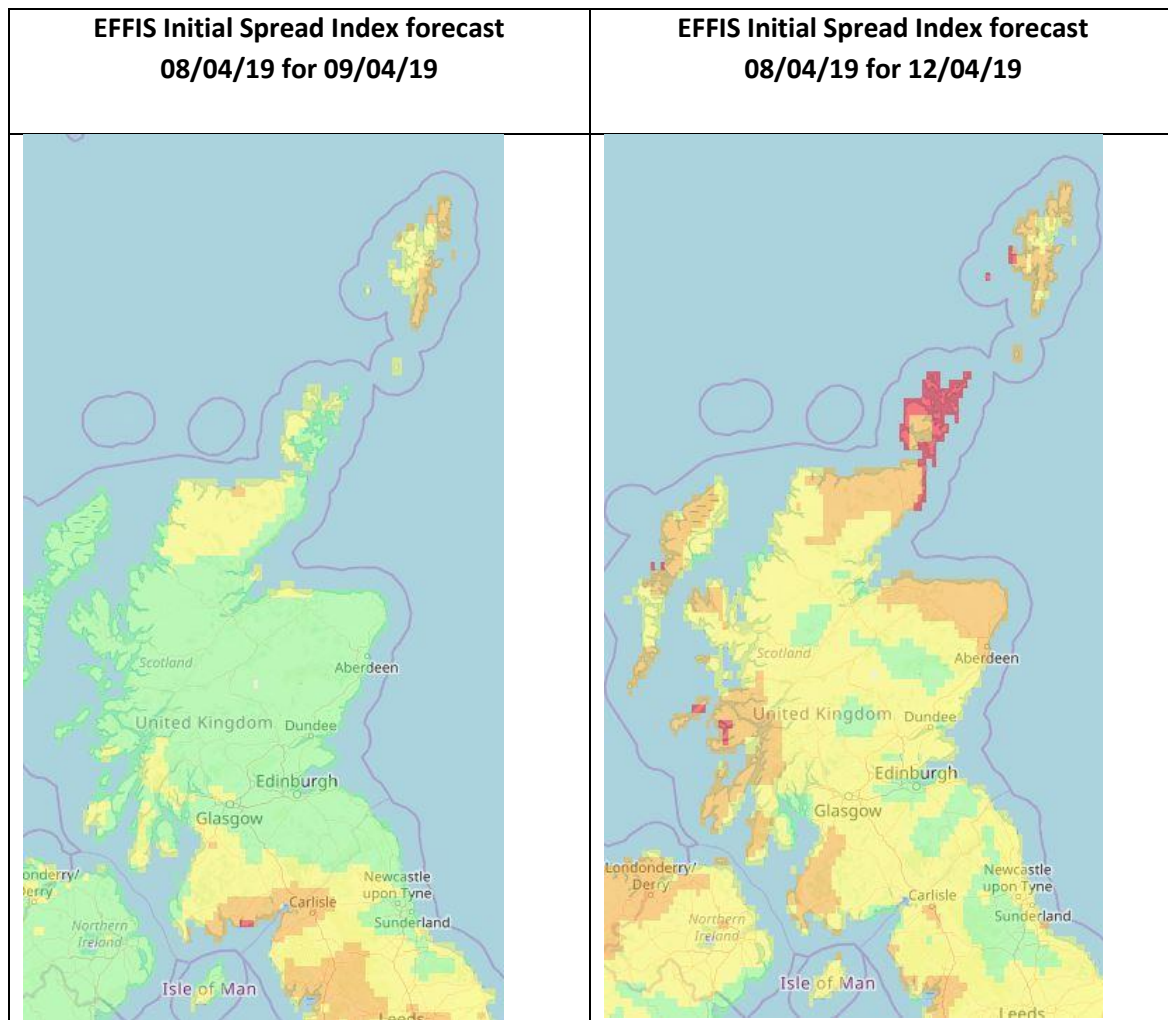 EFFIS Initial Spread Index forecast
08/04/19 for 09/04/19
EFFIS Initial Spread Index forecast
08/04/19 for 12/04/19
Scotland
Aberdeen
United Kingdom
Dundee
Edinburgh
Glasgow
onderry/
Derry
Newcastle
upon Tyne
Carlisle
Sunderland
Northern
Ireland
Isle of Man
Leeds
Scotland
Aberdeen
United Kingdom
Dundee
Edinburgh
Glasgow
Londonderry/
Derry
Newcastle
upon Tyne
Carlisle
Sunderland
Northern
Ireland
Isle of Man
Leeds